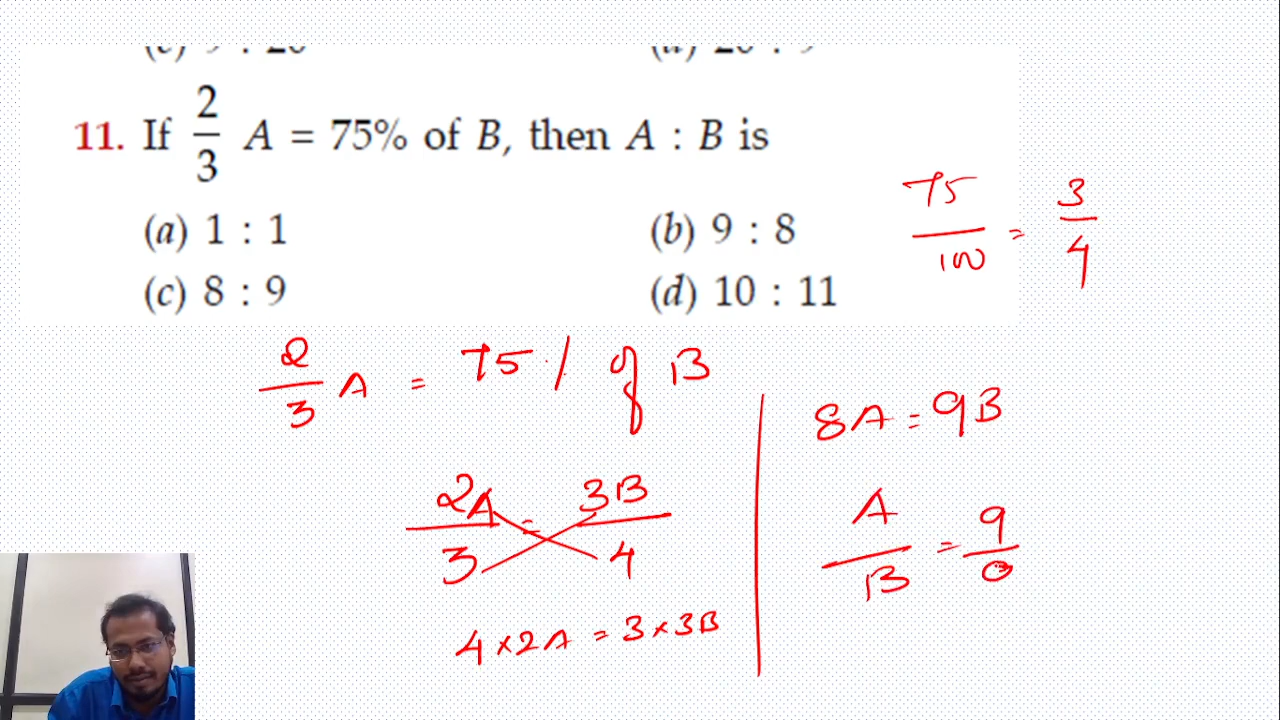 11. If 2/3 A = 75% of B, then A : B is
(a) 1 : 1 (b) 9 : 8
(c) 8 : 9 (d) 10 : 11
75/100 = 3/4
2/3 A = 75% of B
2A/3 = 3B/4
4×2A = 3×3B
8A = 9B
A/B = 9/8